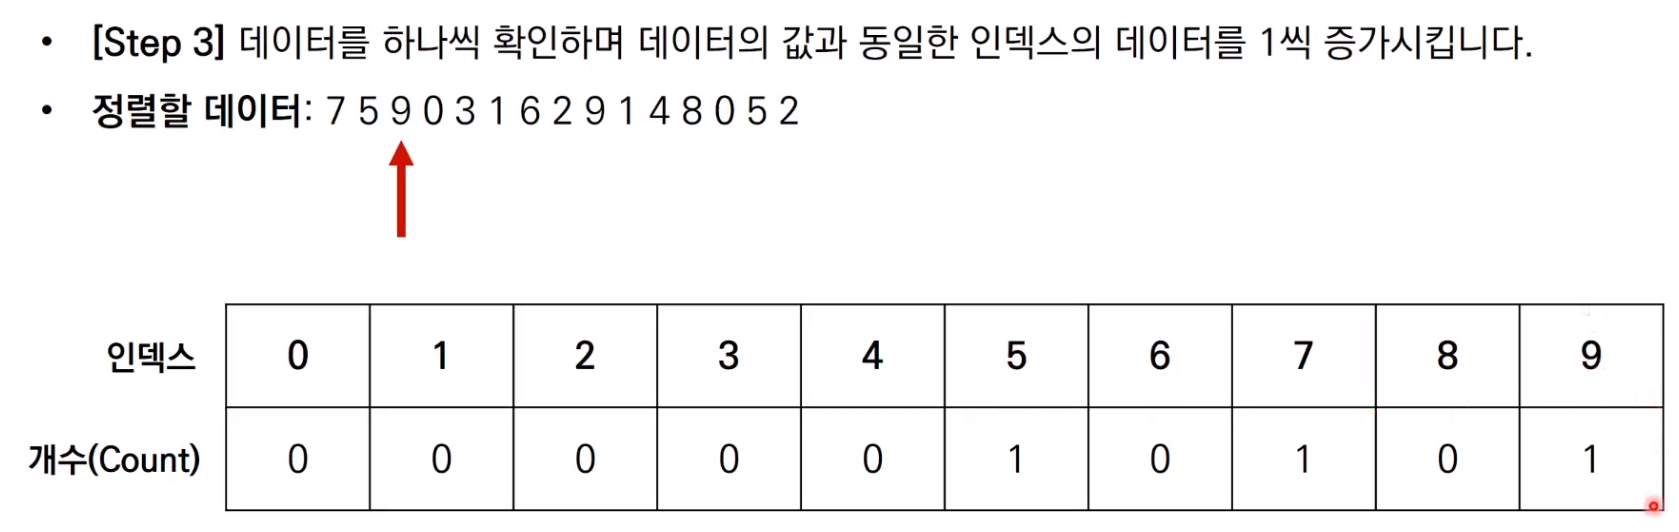 • [Step 3] 데이터를 하나씩 확인하며 데이터의 값과 동일한 인덱스의 데이터를 1씩 증가시킵니다.
• 정렬할 데이터: 7 5 9 0 3 1 6 2 9 1 4 8 0 5 2
인덱스 0 1 2 3 4 5 6 7 8 9
개수(Count) 0 0 0 0 0 1 0 1 0 1